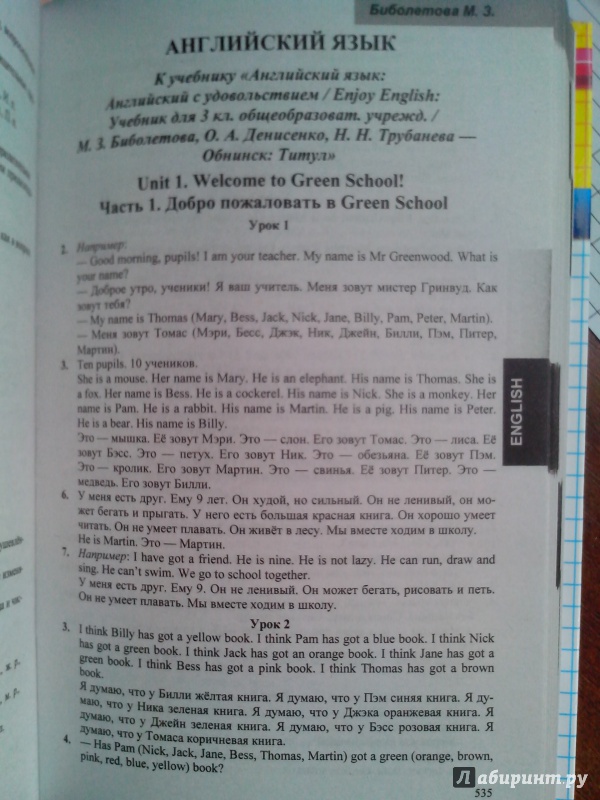 Биболетова М. З.
АНГЛИЙСКИЙ ЯЗЫК
К учебнику «Английский язык:
Английский с удовольствием / Enjoy English:
Учебник для 3 кл. общеобразоват. учрежд. /
М. З. Биболетова, О. А. Денисенко, Н. Н. Трубанева —
Обнинск: Титул»
Unit 1. Welcome to Green School!
Часть 1. Добро пожаловать в Green School
Урок 1
2. Например:
— Good morning, pupils! I am your teacher. My name is Mr Greenwood. What is
your name?
— Доброе утро, ученики! Я ваш учитель. Меня зовут мистер Гринвуд. Как
зовут тебя?
— My name is Thomas (Mary, Bess, Jack, Nick, Jane, Billy, Pam, Peter, Martin).
— Меня зовут Томас (Мэри, Бесс, Джэк, Ник, Джейн, Билли, Пэм, Питер,
Мартин).
3. Ten pupils. 10 учеников.
She is a mouse. Her name is Mary. He is an elephant. His name is Thomas. She is
a fox. Her name is Bess. He is a cockerel. His name is Nick. She is a monkey. Her
name is Pam. He is a rabbit. His name is Martin. He is a pig. His name is Peter.
He is a bear. His name is Billy.
Это — мышка. Её зовут Мэри. Это — слон. Его зовут Томас. Это — лиса. Её
зовут Бэсс. Это — петух. Его зовут Ник. Это — обезьяна. Её зовут Пэм.
Это — кролик. Его зовут Мартин. Это — свинья. Её зовут Питер. Это —
медведь. Его зовут Билли.
6. У меня есть друг. Ему 9 лет. Он худой, но сильный. Он не ленивый, он мо-
жет бегать и прыгать. У него есть большая красная книга. Он хорошо умеет
читать. Он не умеет плавать. Он живёт в лесу. Мы вместе ходим в школу.
He is Martin. Это — Мартин.
7. Например: I have got a friend. He is nine. He is not lazy. He can run, draw and
sing. He can't swim. We go to school together.
У меня есть друг. Ему 9. Он не ленивый. Он может бегать, рисовать и петь.
Он не умеет плавать. Мы вместе ходим в школу.
Урок 2
3. I think Billy has got a yellow book. I think Pam has got a blue book. I think Nick
has got a green book. I think Jack has got an orange book. I think Jane has got a
green book. I think Bess has got a pink book. I think Thomas has got a brown
book.
Я думаю, что у Билли жёлтая книга. Я думаю, что у Пэм синяя книга. Я ду-
маю, что у Ника зеленая книга. Я думаю, что у Джэка оранжевая книга. Я
думаю, что у Джейн зеленая книга. Я думаю, что у Бэсс розовая книга. Я
думаю, что у Томаса коричневая книга.
4. — Has Pam (Nick, Jack, Jane, Bess, Thomas, Martin) got a green (orange, brown,
pink, red, blue, yellow) book?
535
ENGLISH
Лабиринт.ру